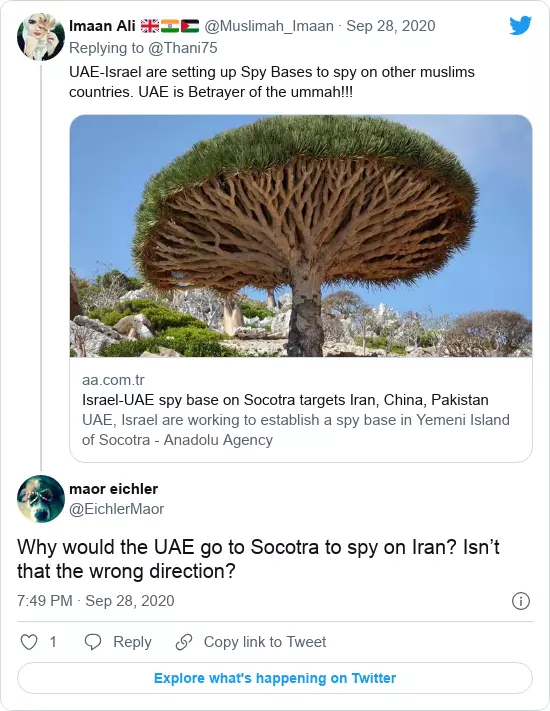 Imaan Ali 🇬🇧🇮🇳🇵🇸 @Muslimah_Imaan · Sep 28, 2020
Replying to @Thani75
UAE-Israel are setting up Spy Bases to spy on other muslims
countries. UAE is Betrayer of the ummah!!!
aa.com.tr
Israel-UAE spy base on Socotra targets Iran, China, Pakistan
UAE, Israel are working to establish a spy base in Yemeni Island
of Socotra - Anadolu Agency
maor eichler
@EichlerMaor
Why would the UAE go to Socotra to spy on Iran? Isn’t
that the wrong direction?
7:49 PM · Sep 28, 2020
1 Reply Copy link to Tweet
Explore what's happening on Twitter